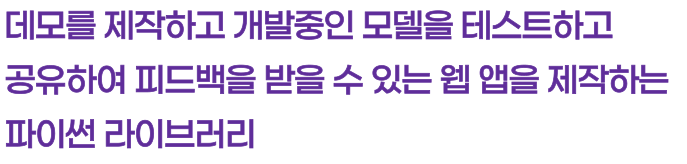 데모를 제작하고 개발중인 모델을 테스트하고
공유하여 피드백을 받을 수 있는 웹 앱을 제작하는
파이썬 라이브러리